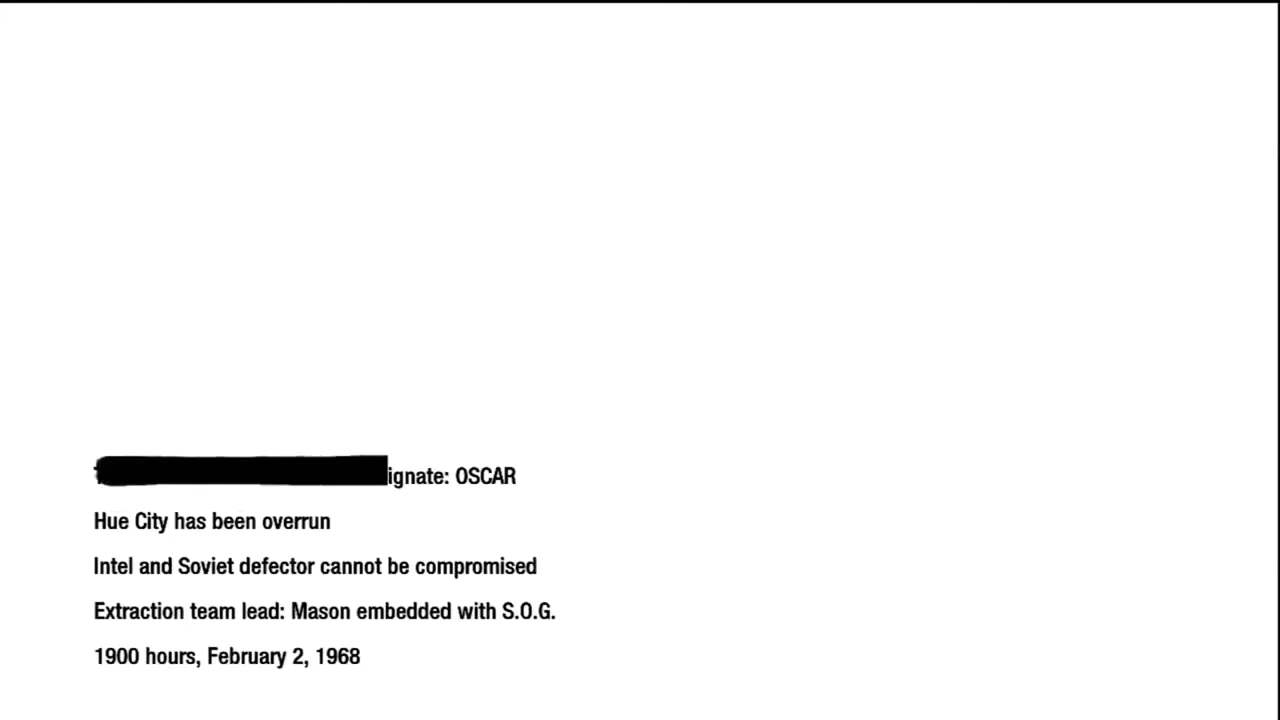 ignate: OSCAR
Hue City has been overrun
Intel and Soviet defector cannot be compromised
Extraction team lead: Mason embedded with S.O.G.
1900 hours, February 2, 1968